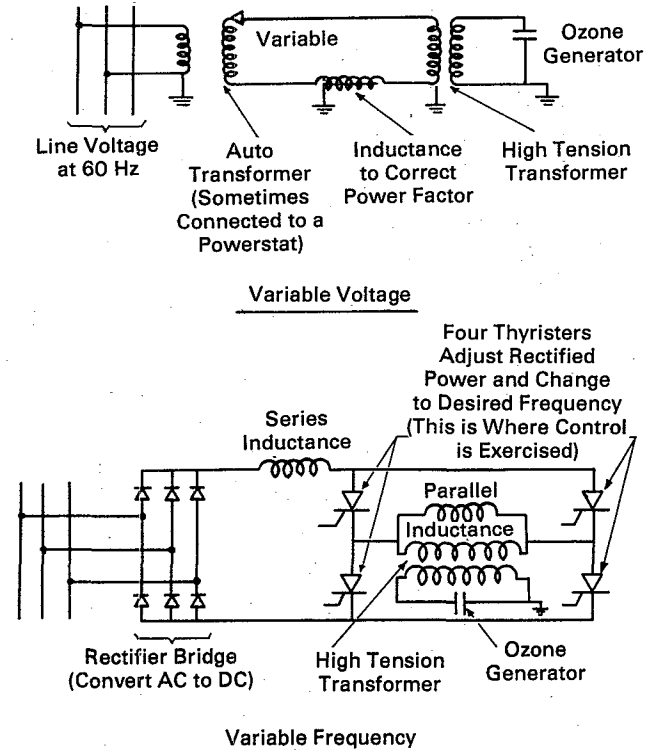 Variable
Ozone
Generator
Line Voltage
at 60 Hz
Auto
Transformer
(Sometimes
Connected to a
Powerstat)
Inductance
to Correct
Power Factor
High Tension
Transformer
Variable Voltage
Four Thyristers
Adjust Rectified
Power and Change
to Desired Frequency
(This is Where Control
is Exercised)
Series
Inductance
Parallel
Inductance
Rectifier Bridge
(Convert AC to DC)
High Tension
Transformer
Ozone
Generator
Variable Frequency